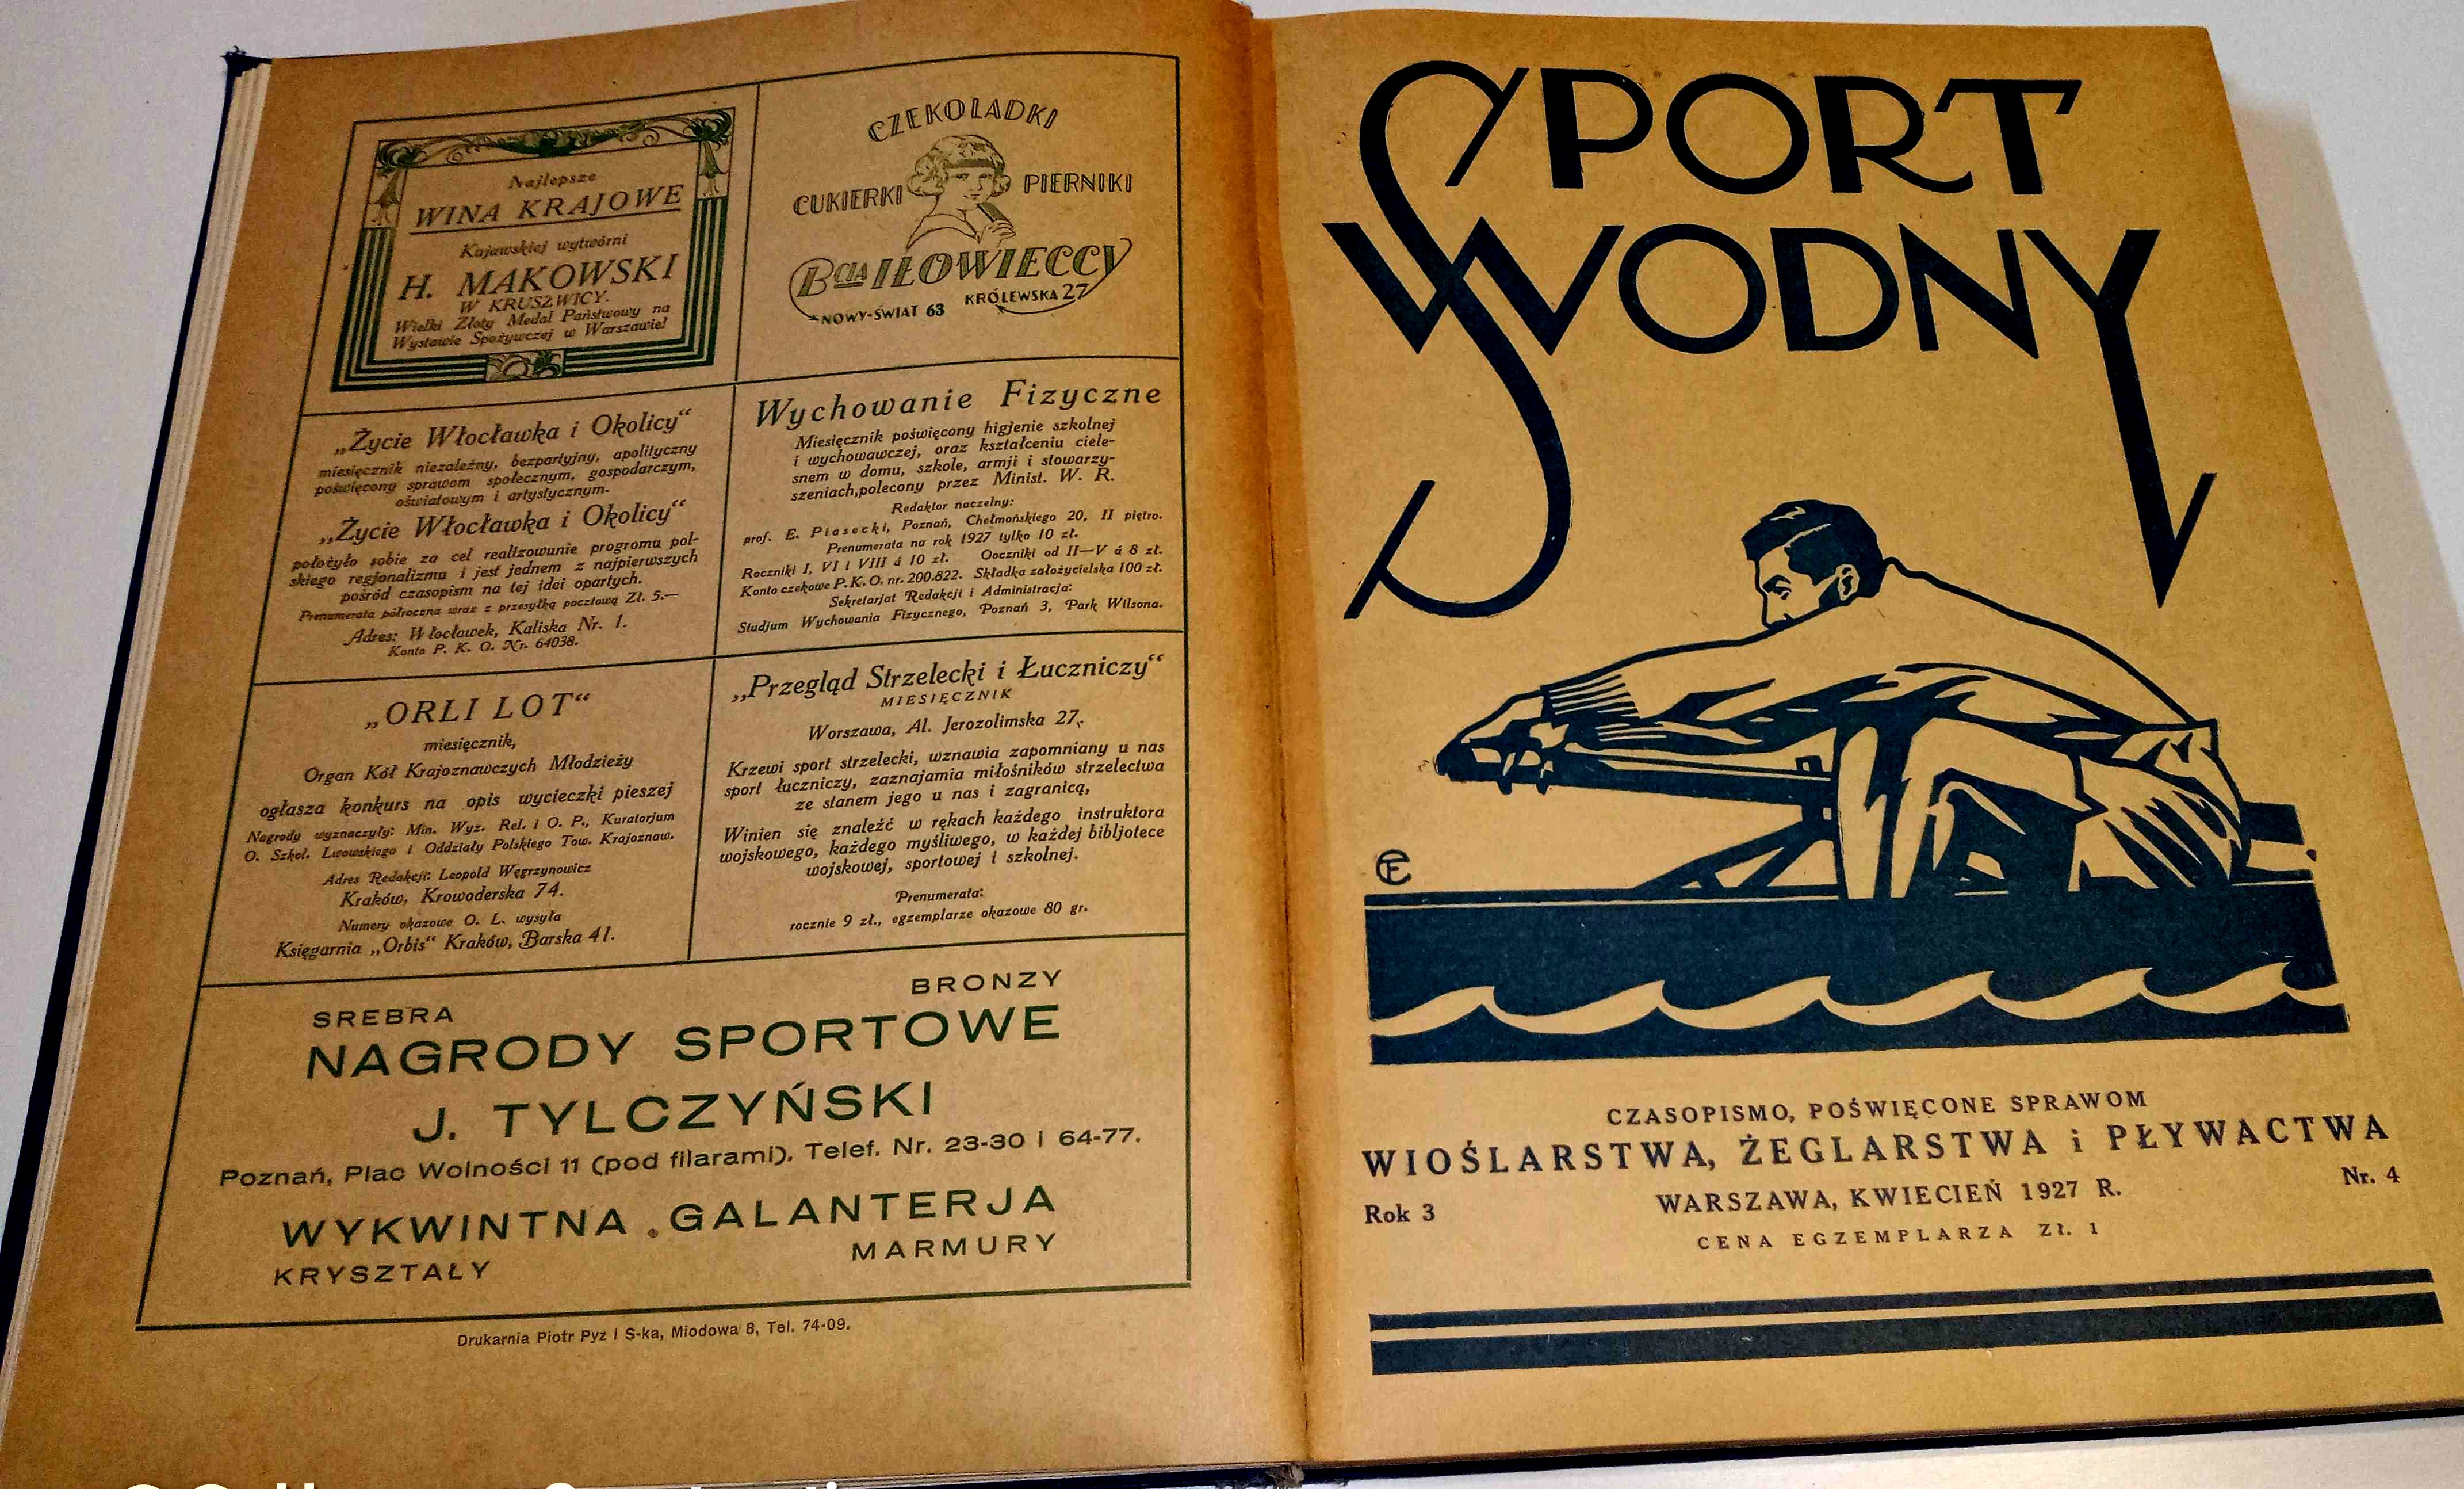 Najlepsze
WINA KRAJOWE
Kujawskiej wytwórni
H. MAKOWSKI
W KRUSZWICY.
Wielki Złoty Medal Państwowy na
Wystawie Spożywczej w Warszawie!
CZEKOLADKI
CUKIERKI PIERNIKI
BCIA IŁOWIECCY
NOWY-ŚWIAT 63 KRÓLEWSKA 27
„Życie Włocławka i Okolicy“
miesięcznik niezależny, bezpartyjny, apolityczny
poświęcony sprawom społecznym, gospodarczym,
oświatowym i artystycznym.
„Życie Włocławka i Okolicy“
położyło sobie za cel realizowanie programu pol-
skiego regjonalizmu i jest jednem z najpierwszych
pośród czasopism na tej idei opartych.
Prenumerata półroczna wraz z przesyłką pocztową Zł. 5.—
Adres: Włocławek, Kaliska Nr. 1.
Konto P. K. O. Nr. 64038.
Wychowanie Fizyczne
Miesięcznik poświęcony higjenie szkolnej
i wychowawczej, oraz kształceniu ciele-
snem w domu, szkole, armji i stowarzy-
szeniach,polecony przez Minist. W. R.
Redaktor naczelny:
prof. E. Piasecki, Poznań, Chełmońskiego 20, II piętro.
Prenumerata na rok 1927 tylko 10 zł.
Roczniki I, VI i VIII á 10 zł. Ooczniki od II—V á 8 zł.
Konto czekowe P. K. O. nr. 200.822. Składka założycielska 100 zł.
Sekretarjat Redakcji i Administracja:
Studjum Wychowania Fizycznego, Poznań 3, Park Wilsona.
„ORLI LOT“
miesięcznik,
Organ Kół Krajoznawczych Młodzieży
ogłasza konkurs na opis wycieczki pieszej
Nagrody wyznaczyły: Min. Wyz. Rel. i O. P., Kuratorjum
O. Szkol. Lwowskiego i Oddziały Polskiego Tow. Krajoznaw.
Adres Redakcji: Leopold Węgrzynowicz
Kraków, Krowoderska 74.
Numery okazowe O. L. wysyła
Księgarnia „Orbis“ Kraków, Barska 41.
„Przegląd Strzelecki i Łuczniczy“
MIESIĘCZNIK
Worszawa, Al. Jerozolimska 27,
Krzewi sport strzelecki, wznawia zapomniany u nas
sport łuczniczy, zaznajamia miłośników strzelectwa
ze stanem jego u nas i zagranicą,
Winien się znaleźć w rękach każdego instruktora
wojskowego, każdego myśliwego, w każdej bibljotece
wojskowej, sportowej i szkolnej.
Prenumerata:
rocznie 9 zł., egzemplarze okazowe 80 gr.
SREBRA BRONZY
NAGRODY SPORTOWE
J. TYLCZYŃSKI
Poznań, Plac Wolności 11 (pod filarami). Telef. Nr. 23-30 i 64-77.
WYKWINTNA GALANTERJA
KRYSZTAŁY MARMURY
Drukarnia Piotr Pyz i S-ka, Miodowa 8, Tel. 74-09.
SPORT
WODNY
CZASOPISMO, POŚWIĘCONE SPRAWOM
WIOŚLARSTWA, ŻEGLARSTWA i PŁYWACTWA
Rok 3 WARSZAWA, KWIECIEŃ 1927 R. Nr. 4
CENA EGZEMPLARZA Zł. 1